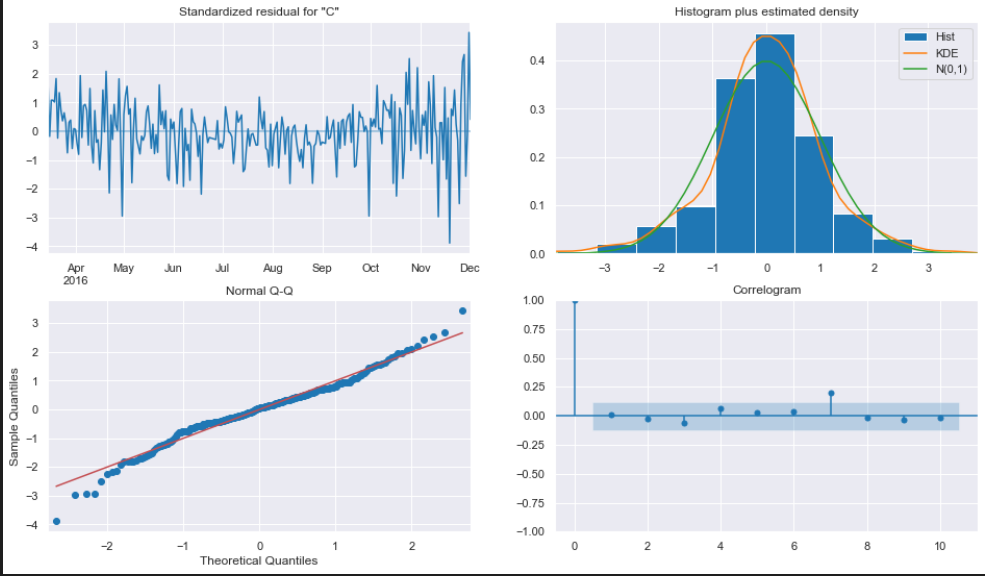 Standardized residual for "C"
3
2
1
0
−1
−2
−3
−4
Apr May Jun Jul Aug Sep Oct Nov Dec
2016
Histogram plus estimated density
Hist
KDE
N(0,1)
0.4
0.3
0.2
0.1
0.0
−3 −2 −1 0 1 2 3
Normal Q-Q
Sample Quantiles
3
2
1
0
−1
−2
−3
−4
−2 −1 0 1 2
Theoretical Quantiles
Correlogram
1.00
0.75
0.50
0.25
0.00
−0.25
−0.50
−0.75
−1.00
0 2 4 6 8 10